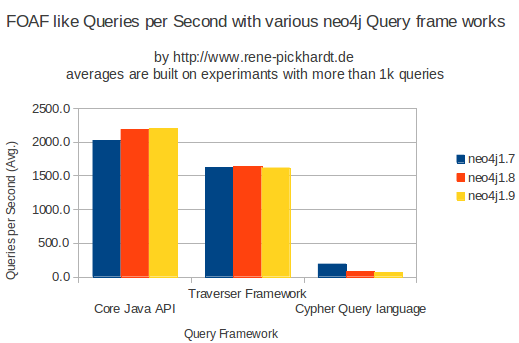 FOAF like Queries per Second with various neo4j Query frame works
by http://www.rene-pickhardt.de
averages are built on experimants with more than 1k queries
2500.0
2000.0
1500.0
1000.0
500.0
0.0
Queries per Second (Avg.)
neo4j1.7
neo4j1.8
neo4j1.9
Traverser Framework
Core Java API
Cypher Query language
Query Framework